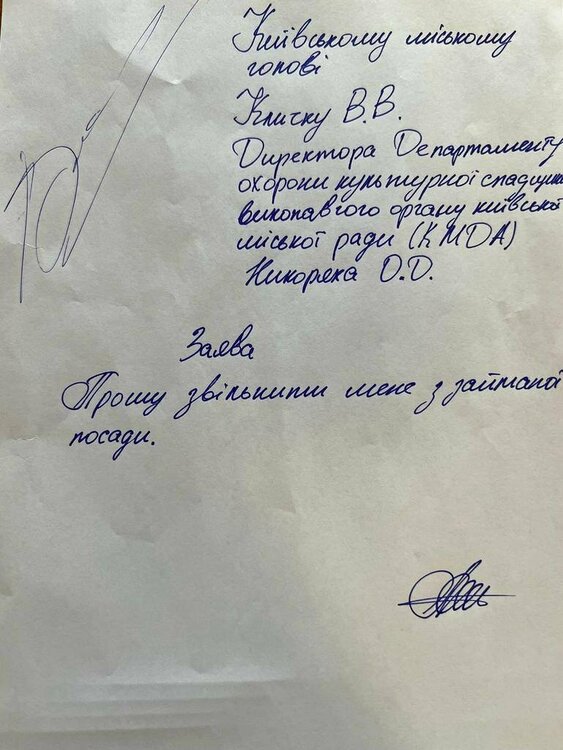 Київському міському
голові
Кличку В.В.
Директора Департаменту
охорони культурної спадщини
виконавчого органу київської
міської ради (КМДА)
Никоряка О.Д.
Заява
Прошу звільнити мене з займаної
посади.